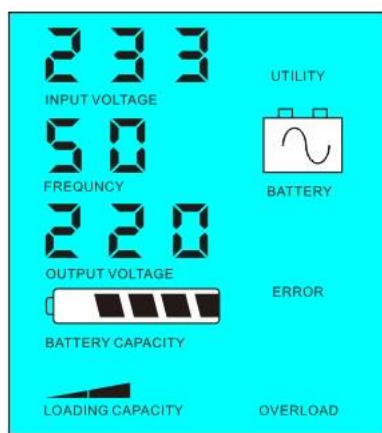 233
UTILITY
INPUT VOLTAGE
50
FREQUNCY
BATTERY
220
OUTPUT VOLTAGE
ERROR
BATTERY CAPACITY
LOADING CAPACITY
OVERLOAD